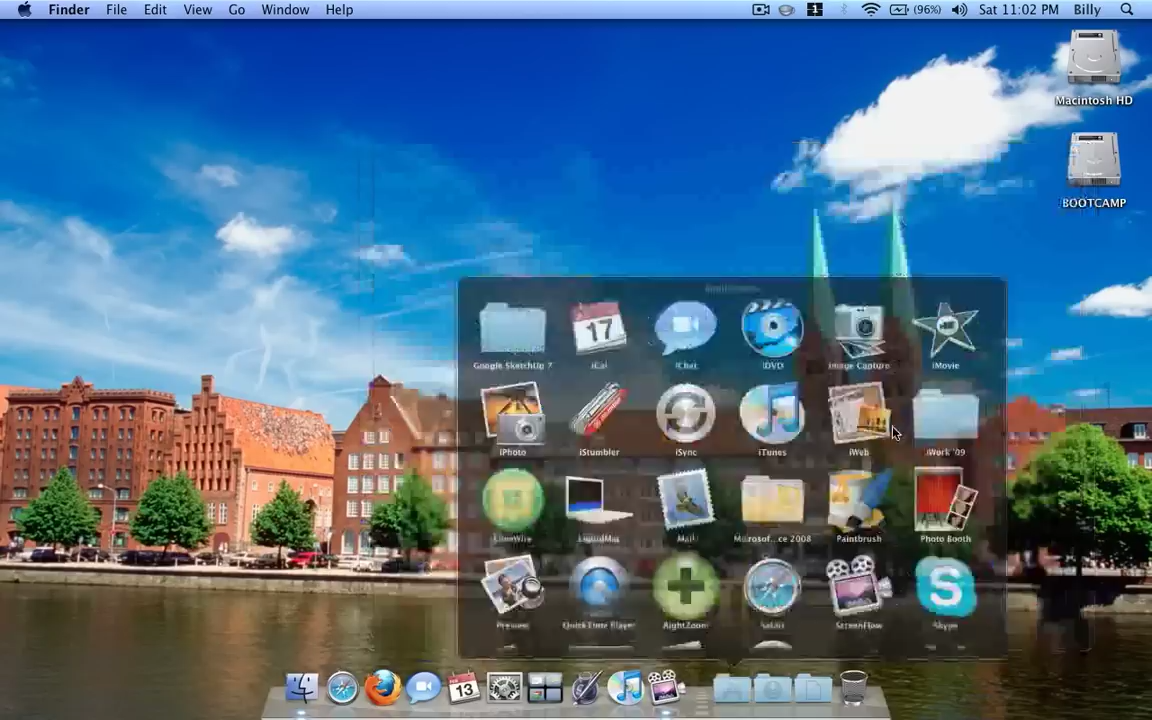 Finder File Edit View Go Window Help 1 (96%) Sat 11:02 PM Billy
Macintosh HD
BOOTCAMP
Google SketchUp 7 iCal iChat iDVD Image Capture iMovie
17
iPhoto iStumbler iSync iTunes iWeb iWork '09
LimeWire Mail Microsof...ce 2008 Paintbrush Photo Booth
Preview QuickTime Player RightZoom Safari ScreenFlow Skype
S
13